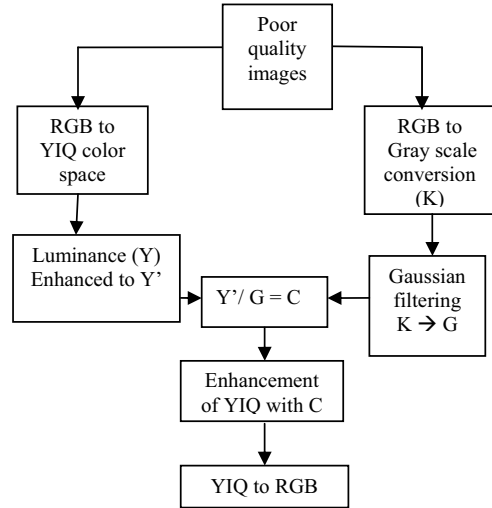 Poor
quality
images
RGB to
YIQ color
space
RGB to
Gray scale
conversion
(K)
Luminance (Y)
Enhanced to Y’
Y’/ G = C
Gaussian
filtering
K → G
Enhancement
of YIQ with C
YIQ to RGB